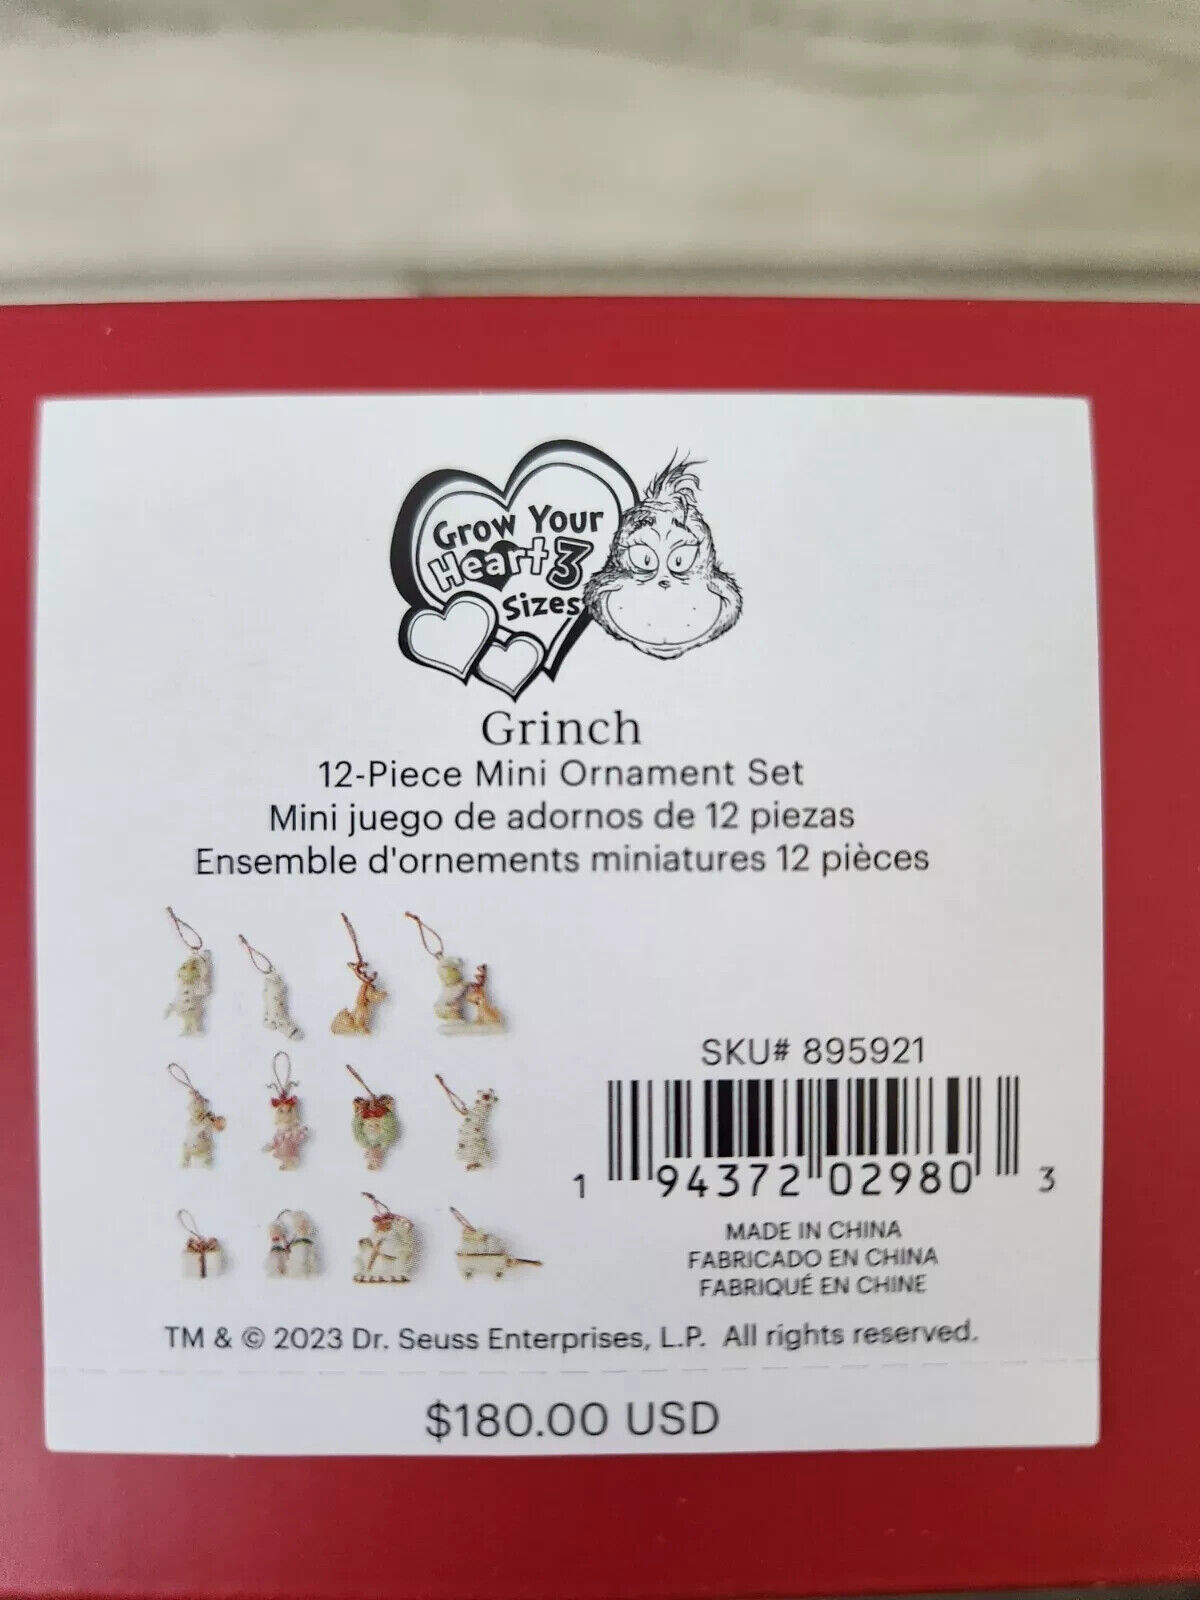 Grow Your
Heart 3
Sizes
Grinch
12-Piece Mini Ornament Set
Mini juego de adornos de 12 piezas
Ensemble d'ornements miniatures 12 pièces
SKU# 895921
1 94372 02980 3
MADE IN CHINA
FABRICADO EN CHINA
FABRIQUÉ EN CHINE
TM & © 2023 Dr. Seuss Enterprises, L.P. All rights reserved.
$180.00 USD